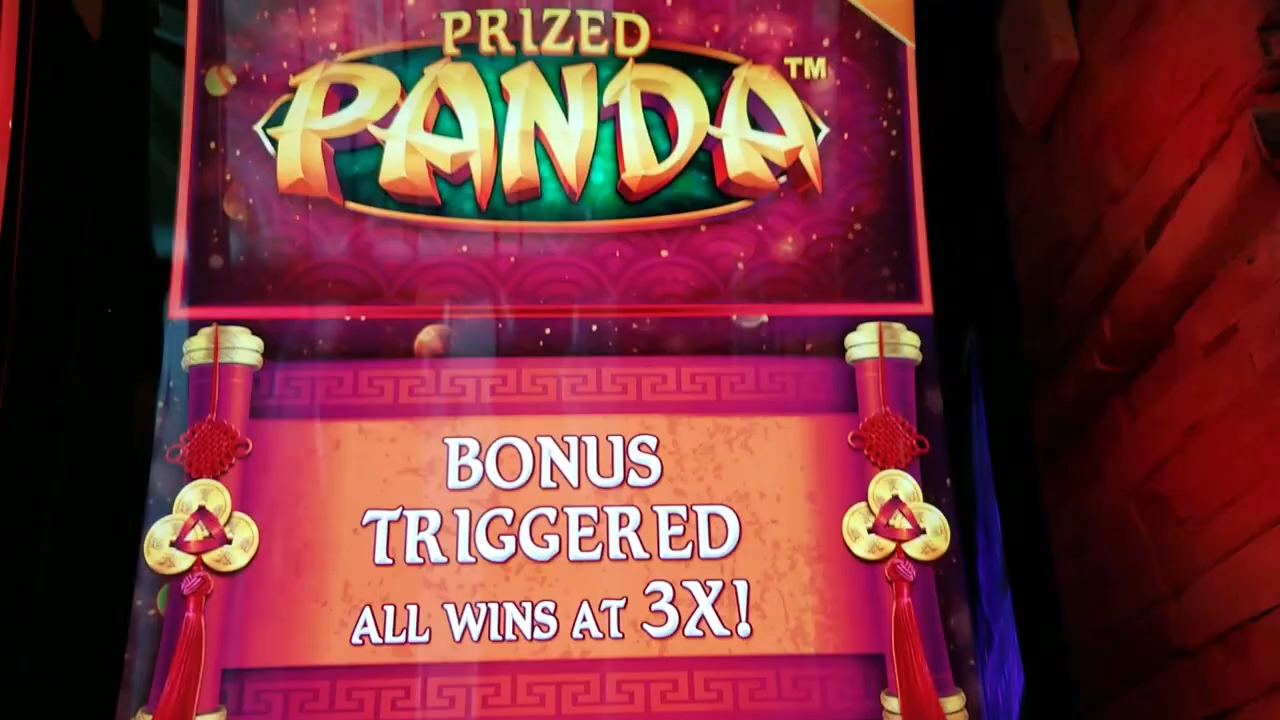 PRIZED
PANDA™
BONUS
TRIGGERED
ALL WINS AT 3X!